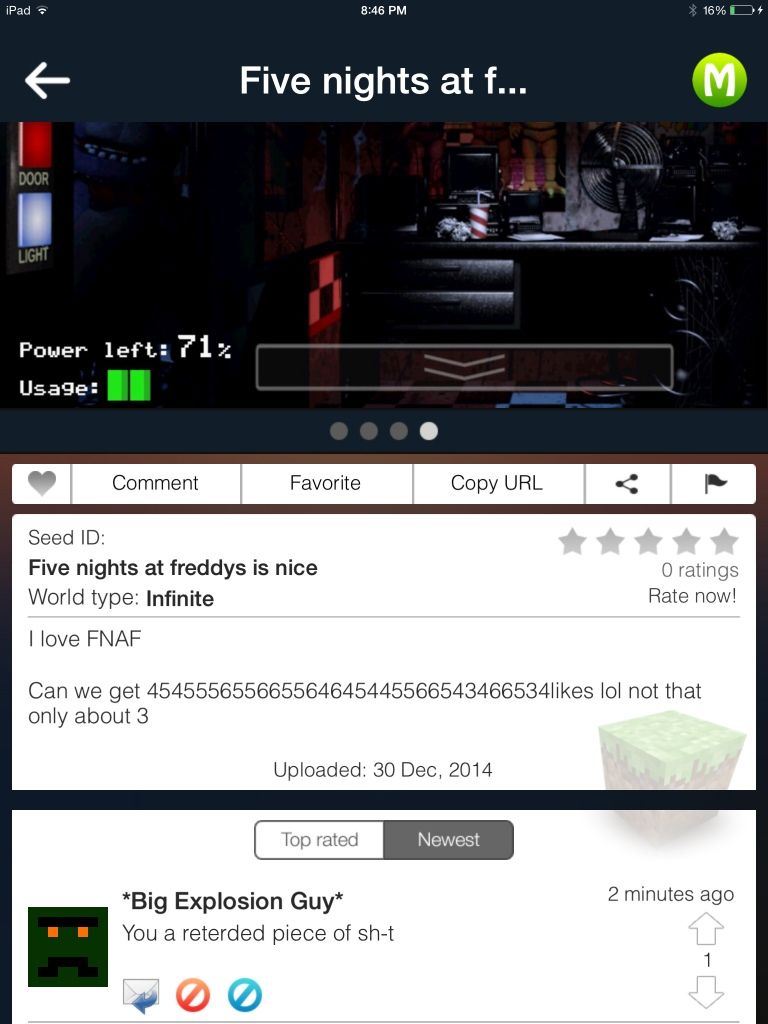 iPad
8:46 PM
16%
Five nights at f...
M
DOOR
LIGHT
Power left: 71%
Usage:
Comment
Favorite
Copy URL
Seed ID:
Five nights at freddys is nice
0 ratings
World type: Infinite
Rate now!
I love FNAF
Can we get 454555655665564645445566543466534likes lol not that
only about 3
Uploaded: 30 Dec, 2014
Top rated
Newest
*Big Explosion Guy*
2 minutes ago
You a reterded piece of sh-t
1